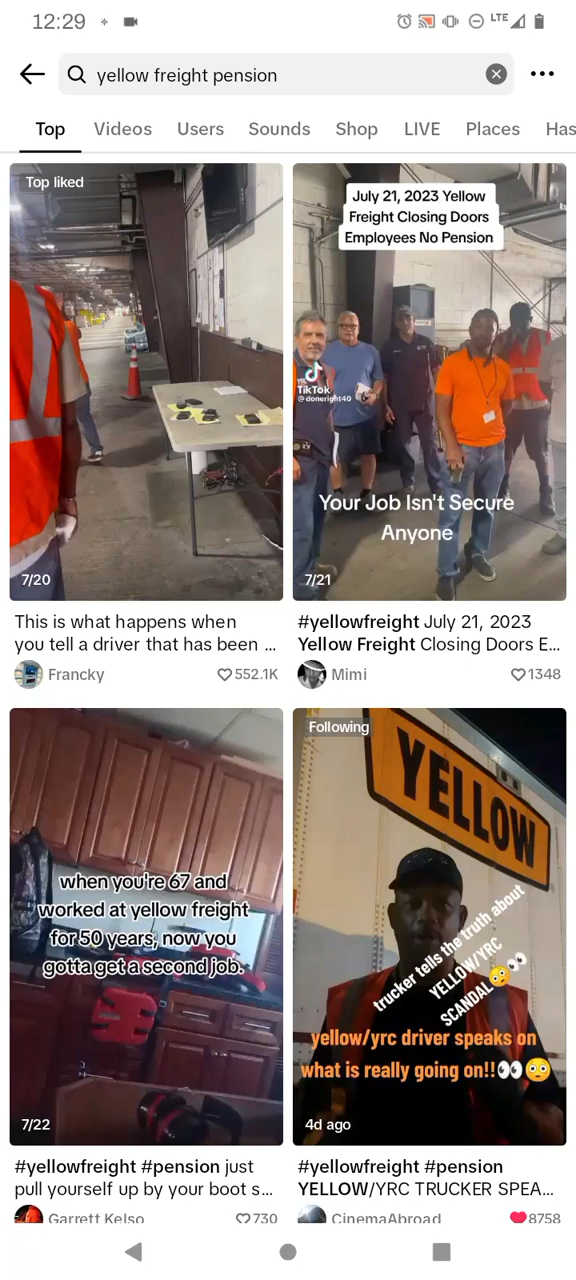 12:29
LTE
yellow freight pension
Top Videos Users Sounds Shop LIVE Places Has
Top liked
7/20
This is what happens when
you tell a driver that has been ...
Francky 552.1K
July 21, 2023 Yellow
Freight Closing Doors
Employees No Pension
TikTok
@doneright40
Your Job Isn't Secure
Anyone
7/21
#yellowfreight July 21, 2023
Yellow Freight Closing Doors E...
Mimi 1348
when you're 67 and
worked at yellow freight
for 50 years, now you
gotta get a second job.
7/22
#yellowfreight #pension just
pull yourself up by your boot s...
Garrett Kelso 730
Following
YELLOW
trucker tells the truth about
YELLOW/YRC
SCANDAL😳👀
yellow/yrc driver speaks on
what is really going on!!👀😳
4d ago
#yellowfreight #pension
YELLOW/YRC TRUCKER SPEA...
CinemaAbroad 8758